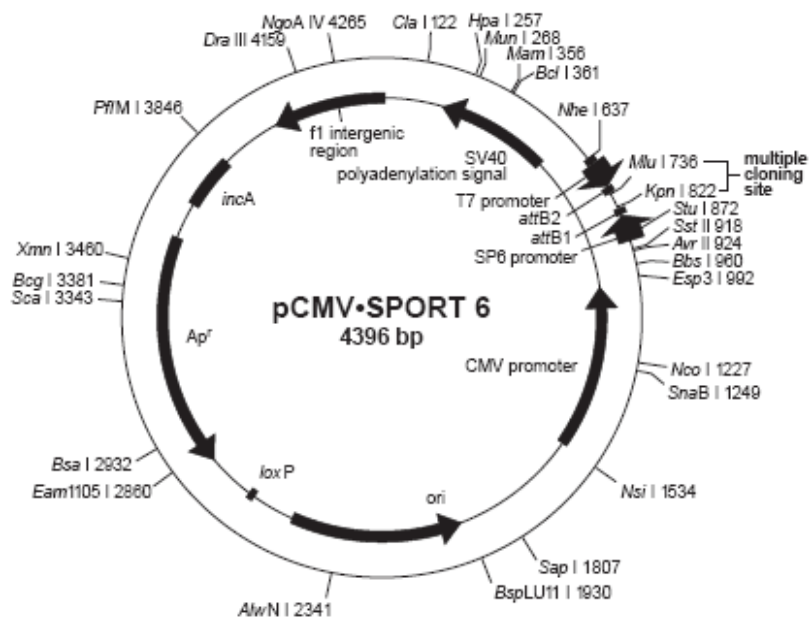 NgoA IV 4265
Cla I 122
Hpa I 257
Mun I 268
Mam I 356
Bcl I 361
Dra III 4159
PflM I 3846
Nhe I 637
f1 intergenic
region
SV40
polyadenylation signal
Mlu I 736
multiple
cloning
site
T7 promoter
attB2
Kpn I 822
attB1
Stu I 872
incA
SP6 promoter
Sst II 918
Avr II 924
Bbs I 960
Esp3 I 992
Xmn I 3460
Bcg I 3381
Sca I 3343
pCMV•SPORT 6
4396 bp
Apʳ
CMV promoter
Nco I 1227
SnaB I 1249
Bsa I 2932
Eam1105 I 2860
loxP
ori
Nsi I 1534
Sap I 1807
BspLU11 I 1930
AlwN I 2341